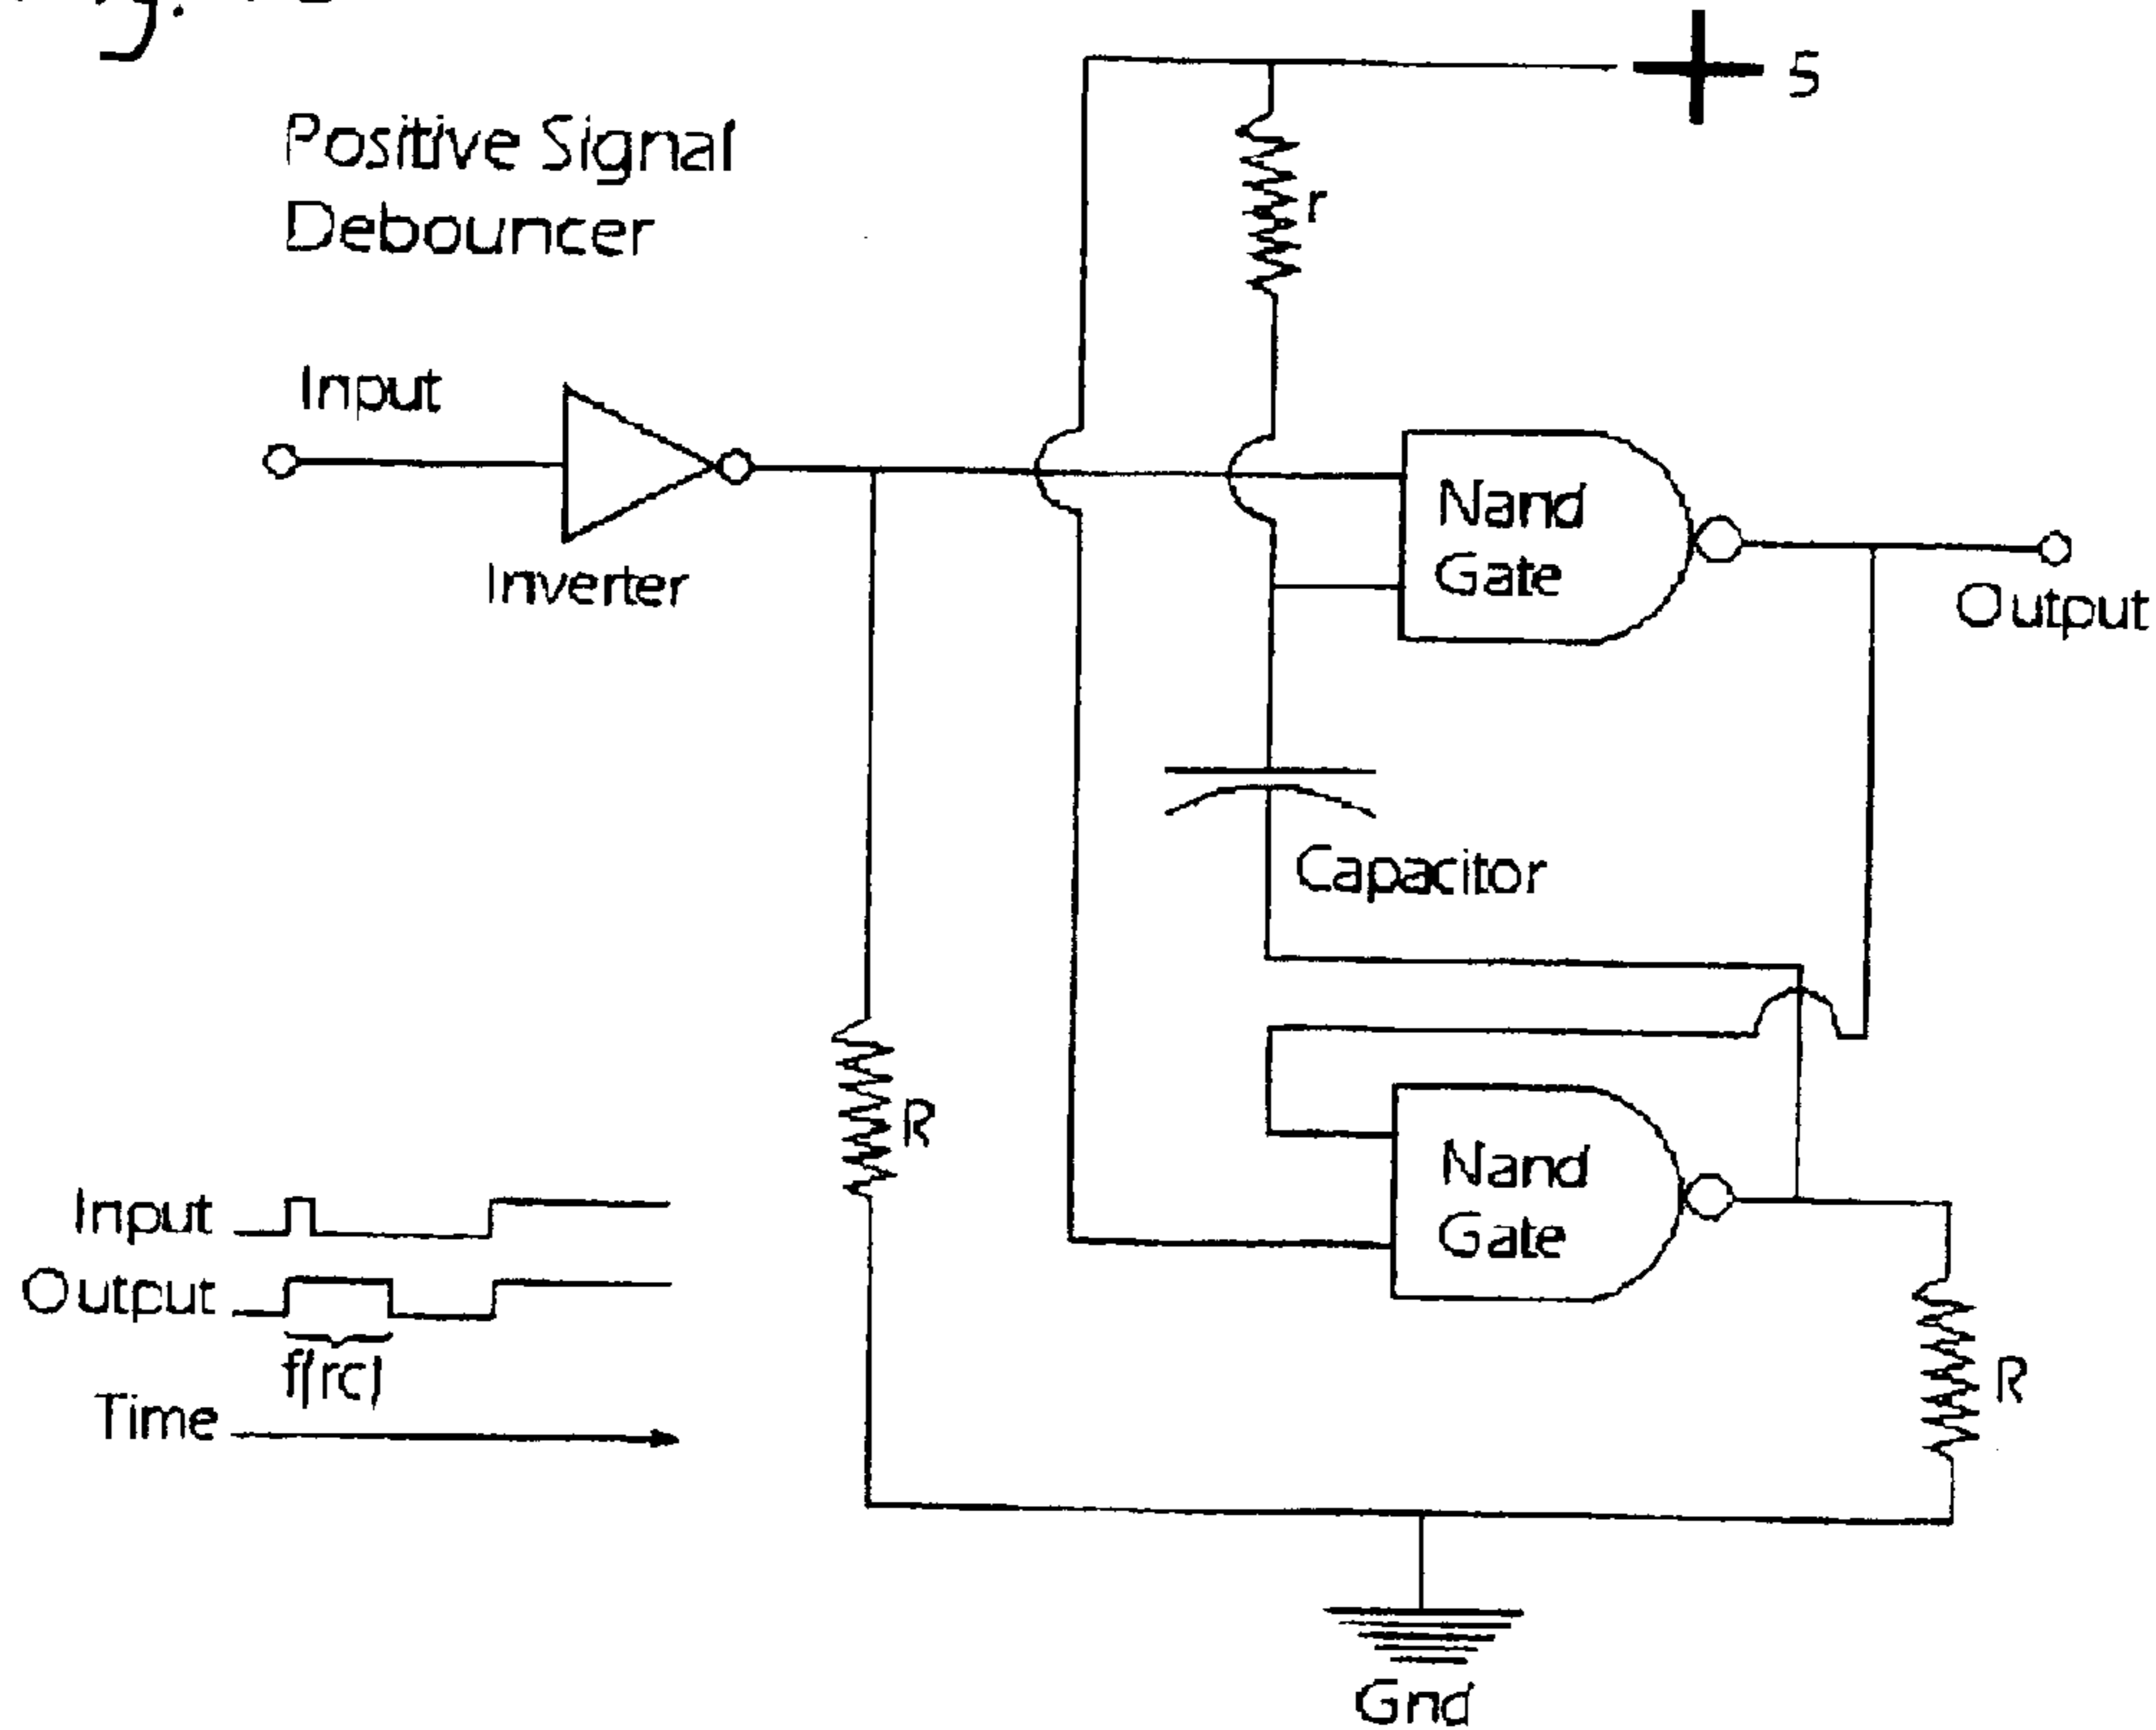 Positive Signal
Debouncer
+ 5
r
Input
Inverter
Nand
Gate
Output
Capacitor
R
Nand
Gate
R
Input
Output
f(rc)
Time
Gnd